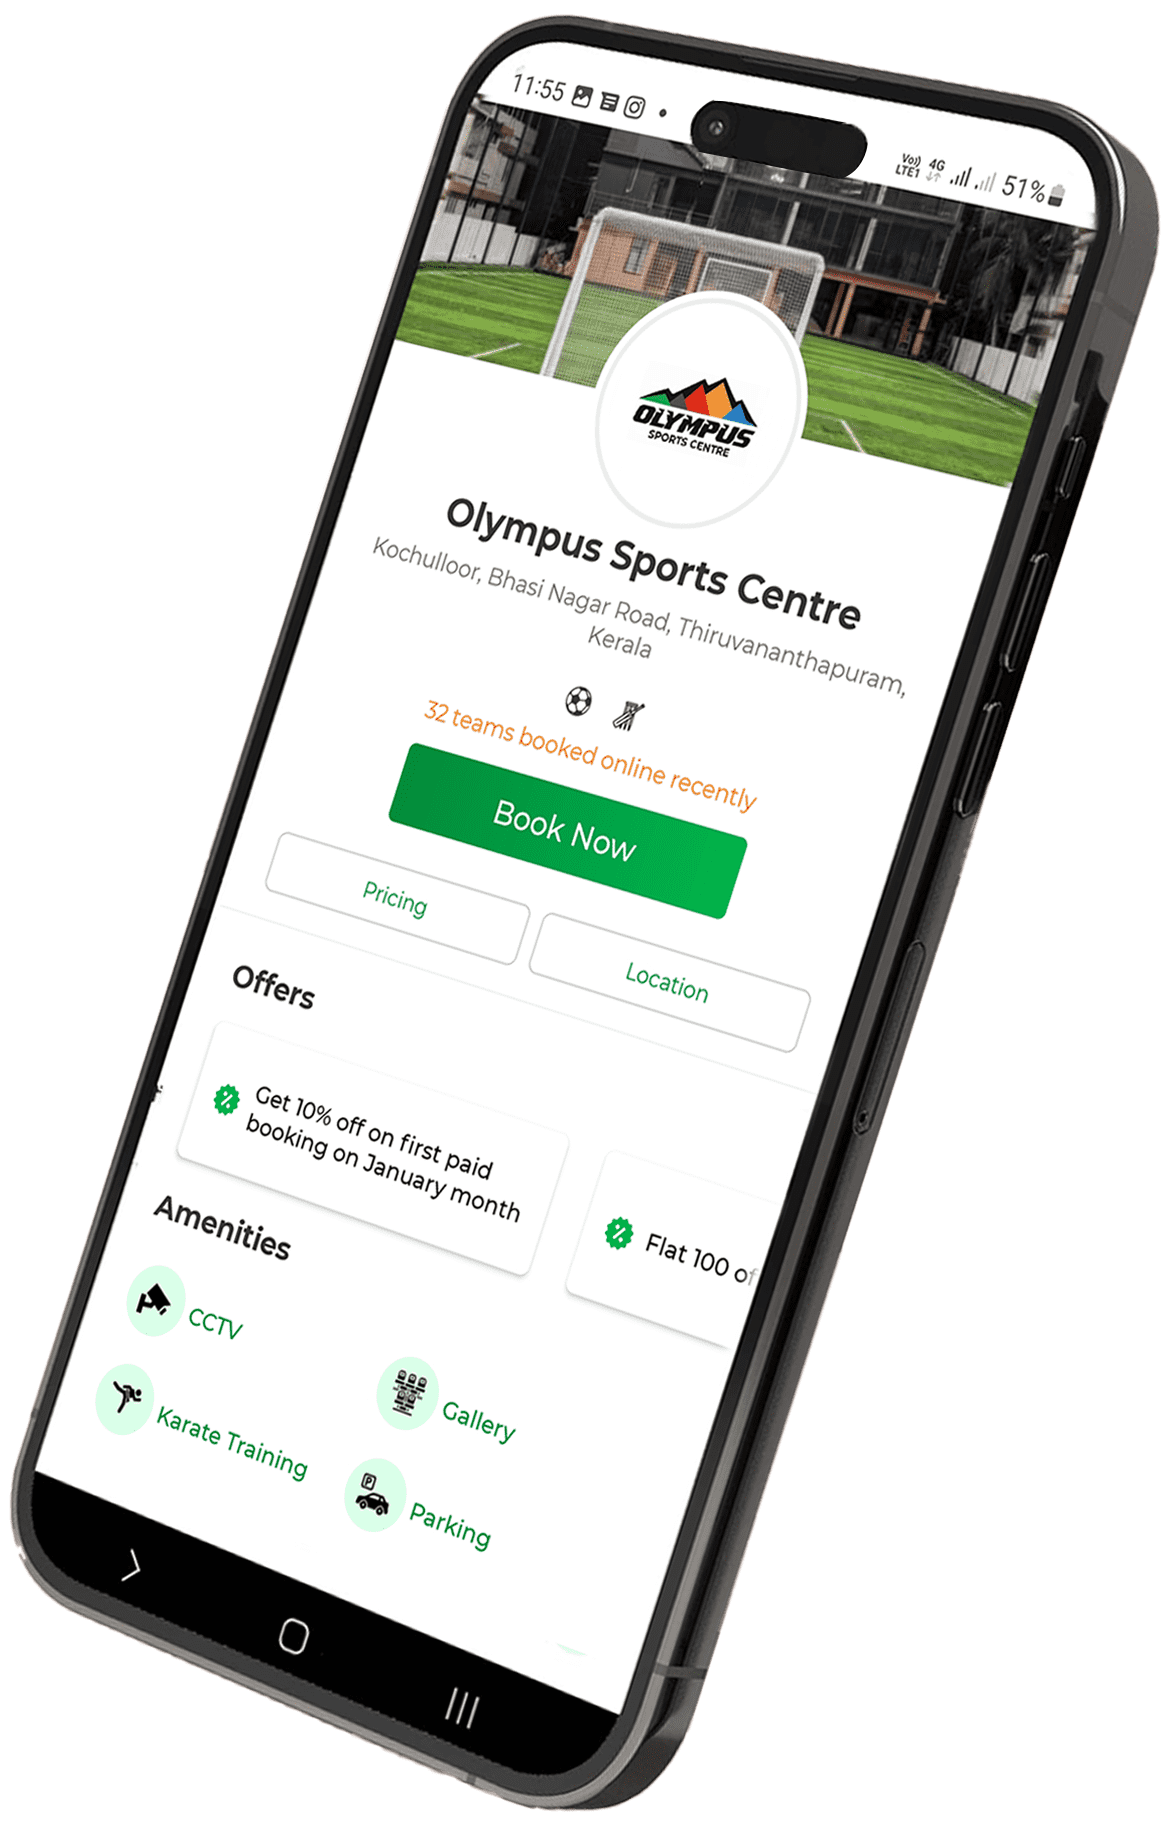 11:55
Vo)) 4G
LTE1
51%
OLYMPUS
SPORTS CENTRE
Olympus Sports Centre
Kochulloor, Bhasi Nagar Road, Thiruvananthapuram,
Kerala
32 teams booked online recently
Book Now
Pricing
Location
Offers
Get 10% off on first paid
booking on January month
Flat 100 of
Amenities
CCTV
Gallery
Karate Training
P
Parking